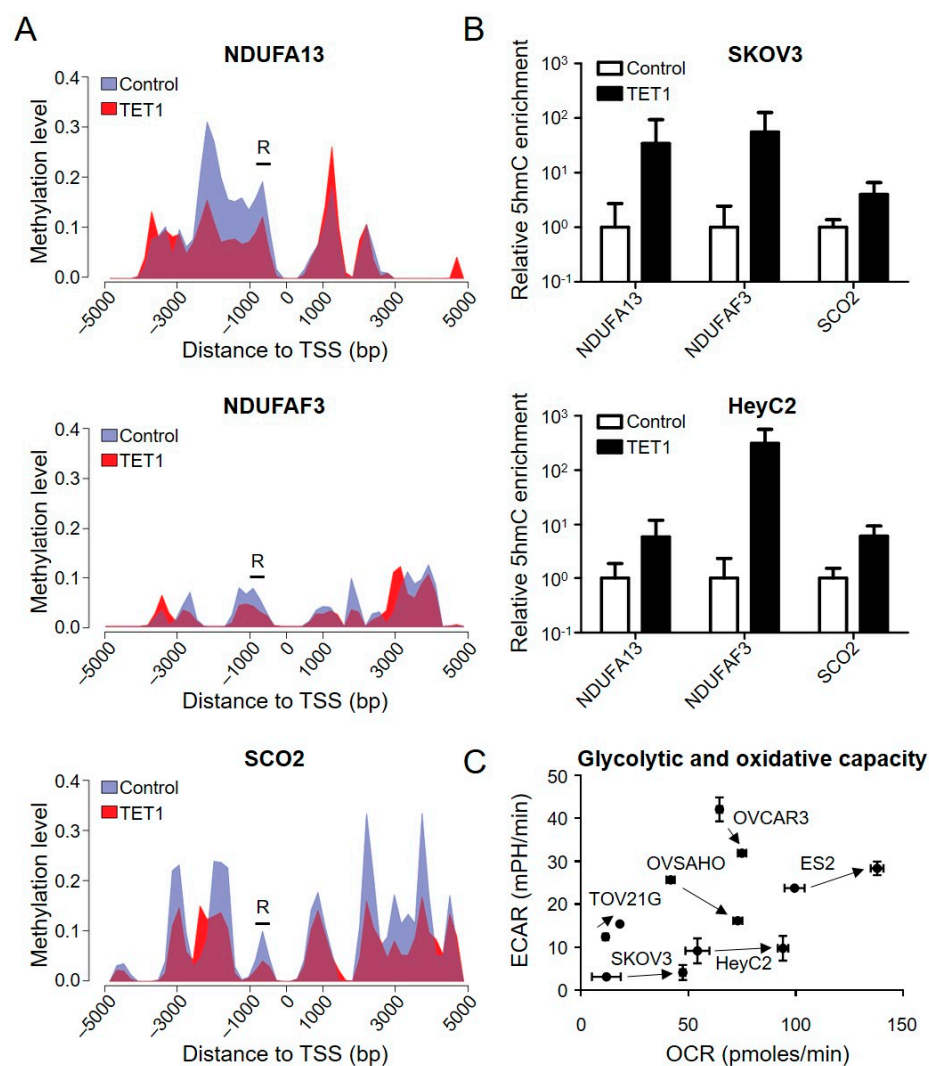 A
NDUFA13
Control
TET1
R
Methylation level
0.4
0.3
0.2
0.1
0.0
–5000
–3000
–1000
0
1000
3000
5000
Distance to TSS (bp)
NDUFAF3
Control
TET1
R
Methylation level
0.4
0.3
0.2
0.1
0.0
–5000
–3000
–1000
0
1000
3000
5000
Distance to TSS (bp)
SCO2
Control
TET1
R
Methylation level
0.4
0.3
0.2
0.1
0.0
–5000
–3000
–1000
0
1000
3000
5000
Distance to TSS (bp)
B
SKOV3
Control
TET1
Relative 5hmC enrichment
10³
10²
10¹
10⁰
10⁻¹
NDUFA13
NDUFAF3
SCO2
HeyC2
Control
TET1
Relative 5hmC enrichment
10³
10²
10¹
10⁰
10⁻¹
NDUFA13
NDUFAF3
SCO2
C
Glycolytic and oxidative capacity
ECAR (mPH/min)
50
40
30
20
10
0
OVCAR3
OVSAHO
ES2
TOV21G
SKOV3
HeyC2
0
50
100
150
OCR (pmoles/min)